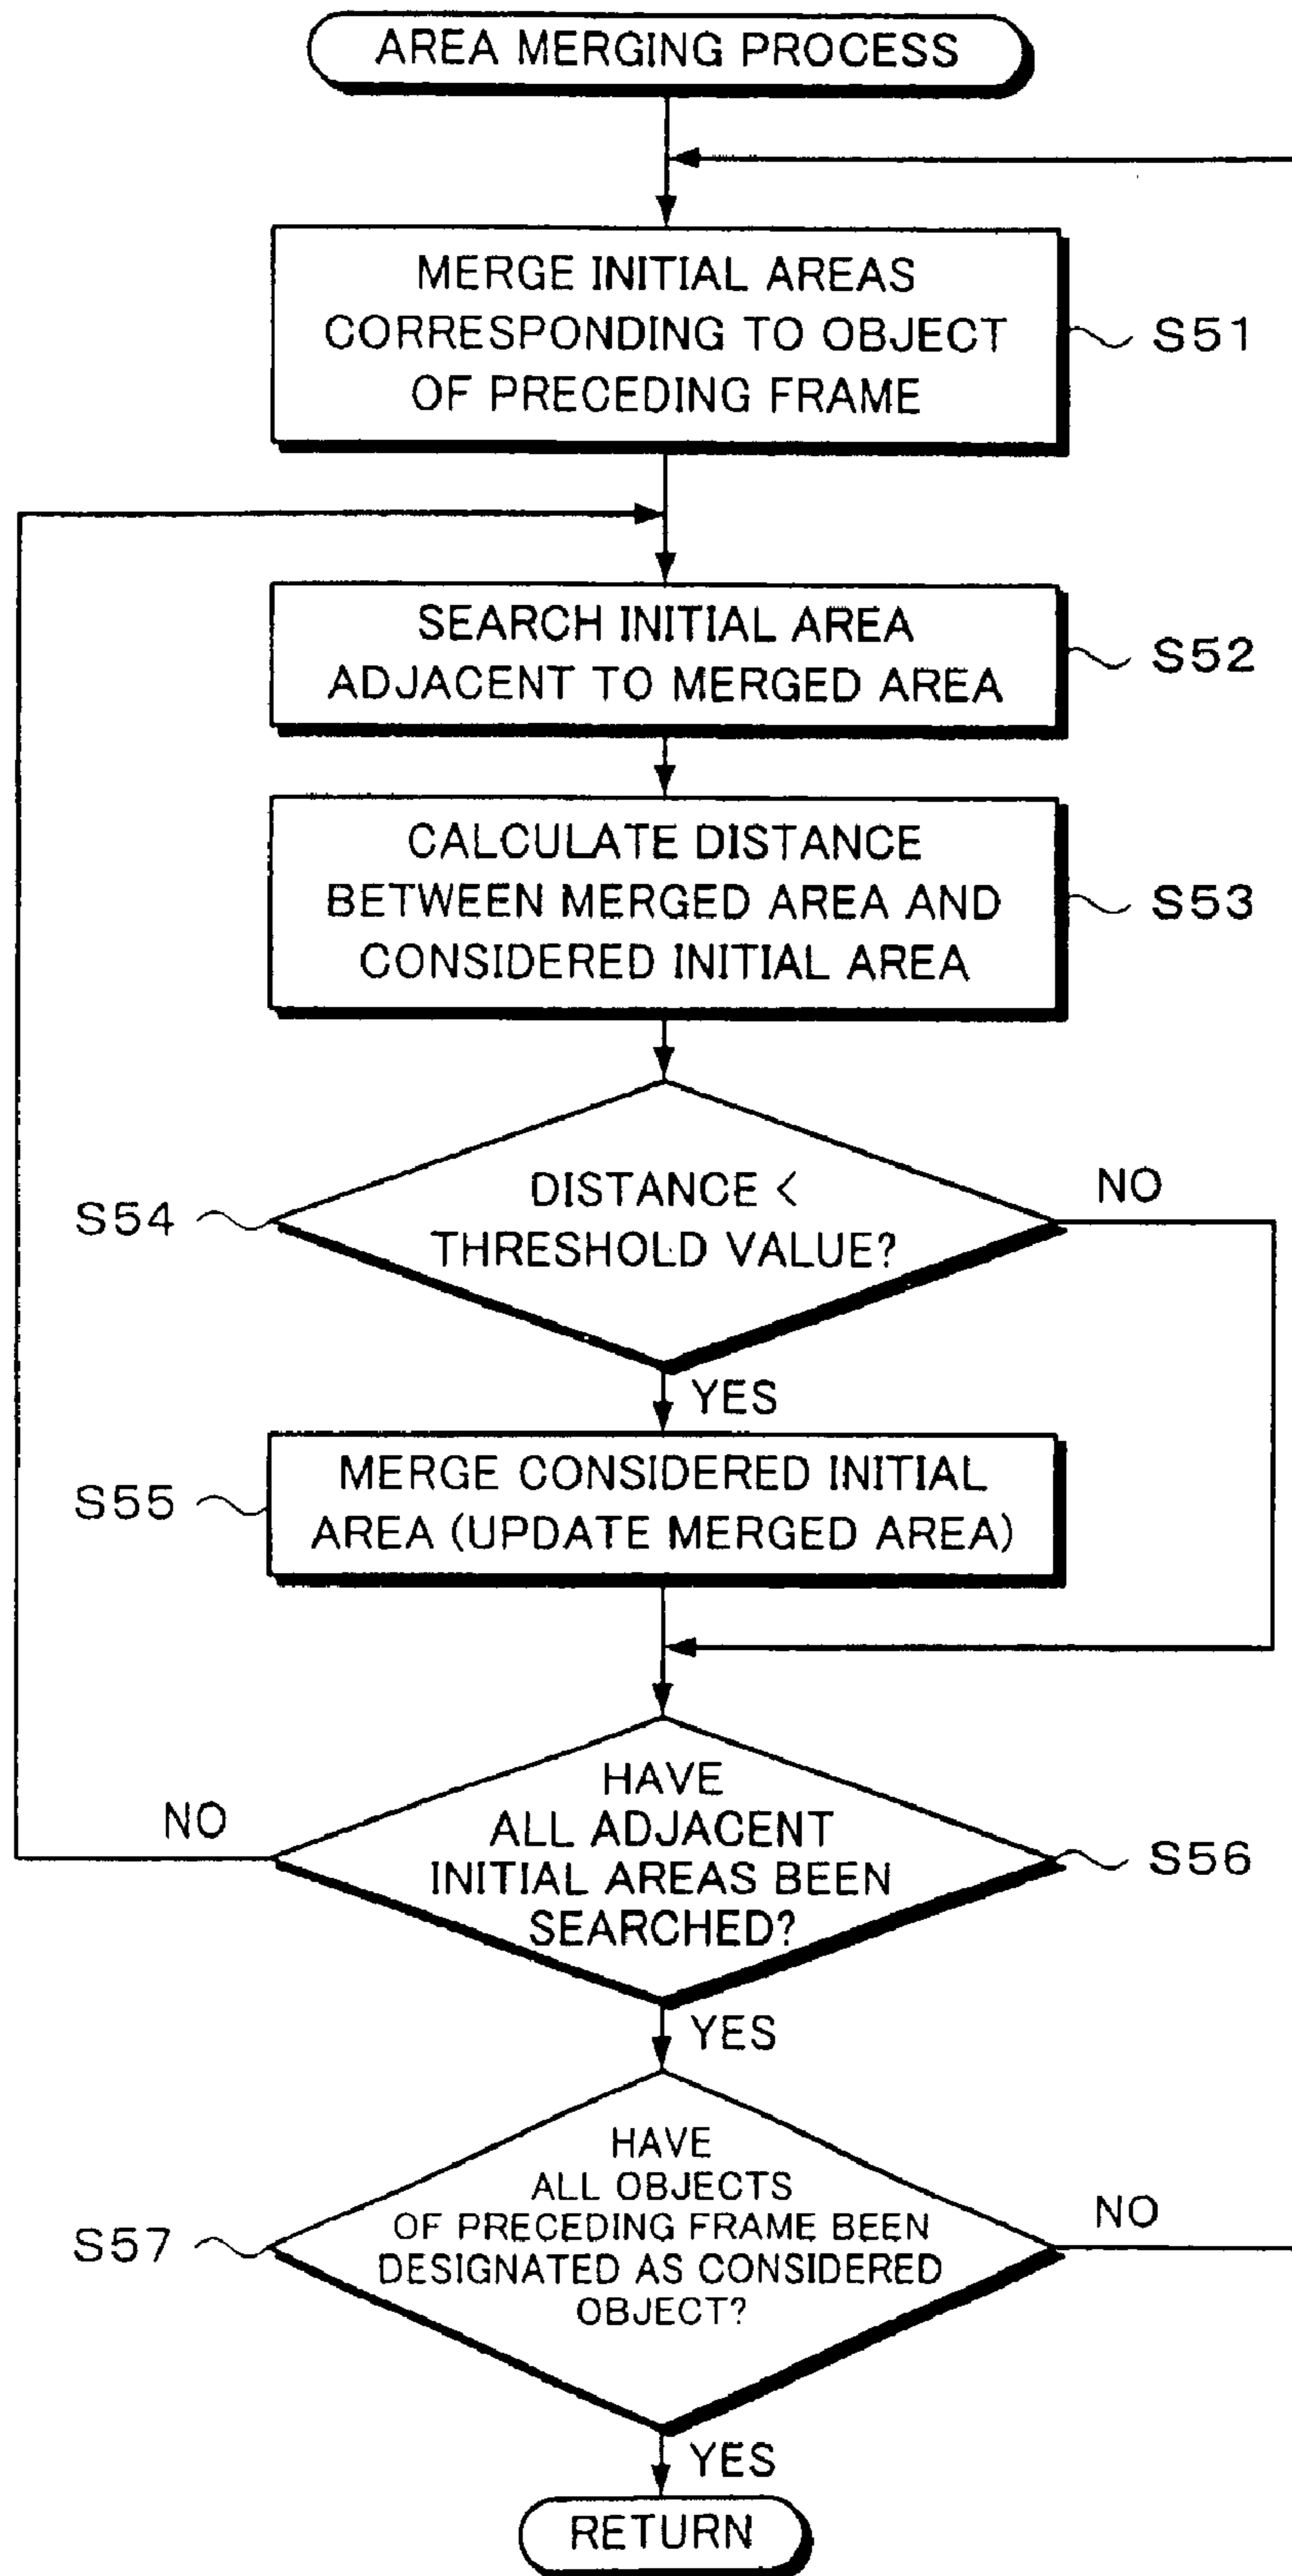 AREA MERGING PROCESS
MERGE INITIAL AREAS
CORRESPONDING TO OBJECT
OF PRECEDING FRAME
S51
SEARCH INITIAL AREA
ADJACENT TO MERGED AREA
S52
CALCULATE DISTANCE
BETWEEN MERGED AREA AND
CONSIDERED INITIAL AREA
S53
DISTANCE <
THRESHOLD VALUE?
S54
NO
YES
MERGE CONSIDERED INITIAL
AREA (UPDATE MERGED AREA)
S55
HAVE
ALL ADJACENT
INITIAL AREAS BEEN
SEARCHED?
NO
S56
YES
HAVE
ALL OBJECTS
OF PRECEDING FRAME BEEN
DESIGNATED AS CONSIDERED
OBJECT?
S57
NO
YES
RETURN